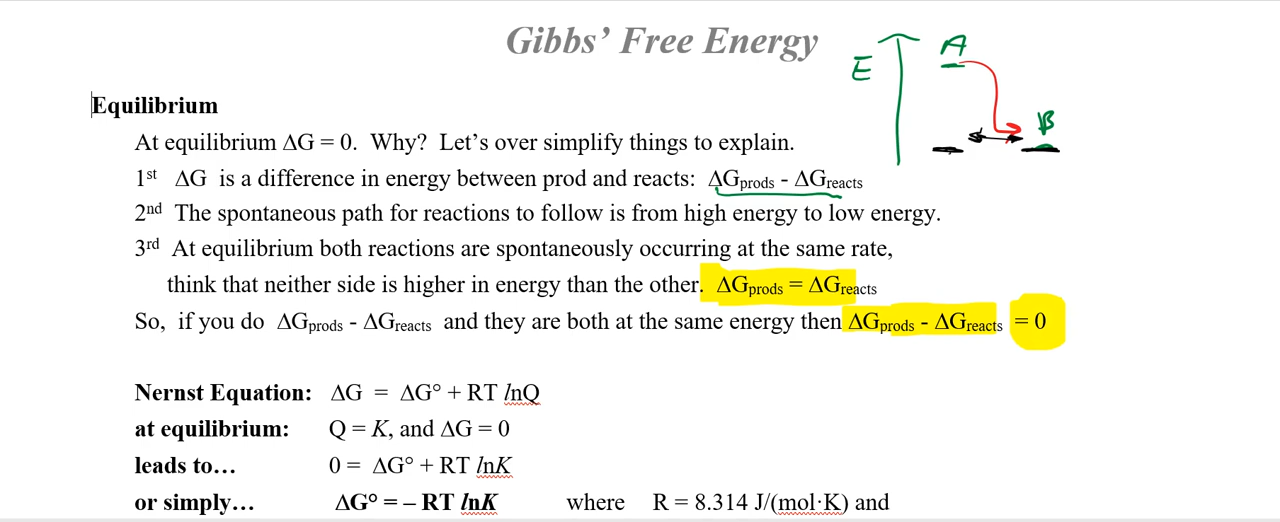 Gibbs’ Free Energy
E
A
B
Equilibrium
At equilibrium ΔG = 0.  Why?  Let’s over simplify things to explain.
1st  ΔG  is a difference in energy between prod and reacts:  ΔGprods - ΔGreacts
2nd  The spontaneous path for reactions to follow is from high energy to low energy.
3rd  At equilibrium both reactions are spontaneously occurring at the same rate,
think that neither side is higher in energy than the other.  ΔGprods = ΔGreacts
So,  if you do  ΔGprods - ΔGreacts  and they are both at the same energy then ΔGprods - ΔGreacts  = 0
Nernst Equation:  ΔG  =  ΔG° + RT lnQ
at equilibrium:  Q = K, and ΔG = 0
leads to…  0 =  ΔG° + RT lnK
or simply…  ΔG° = – RT lnK  where  R = 8.314 J/(mol·K) and